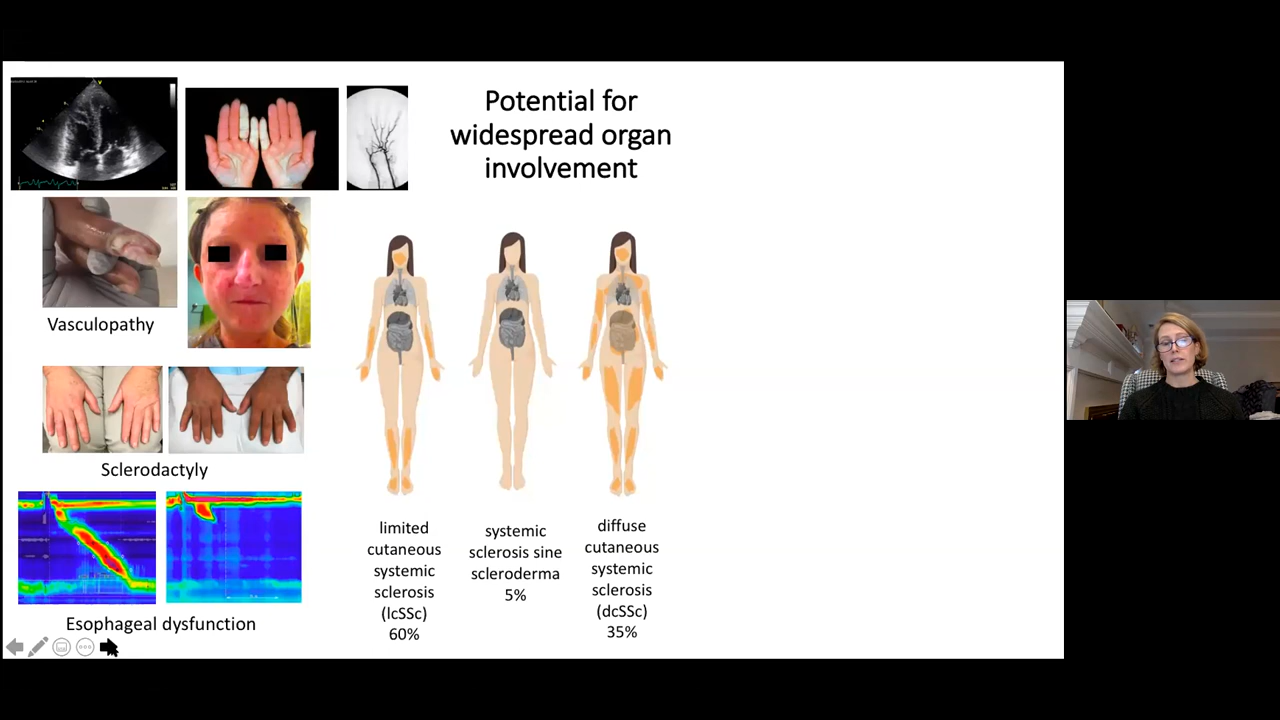 Potential for
widespread organ
involvement
Vasculopathy
Sclerodactyly
Esophageal dysfunction
limited
cutaneous
systemic
sclerosis
(lcSSc)
60%
systemic
sclerosis sine
scleroderma
5%
diffuse
cutaneous
systemic
sclerosis
(dcSSc)
35%